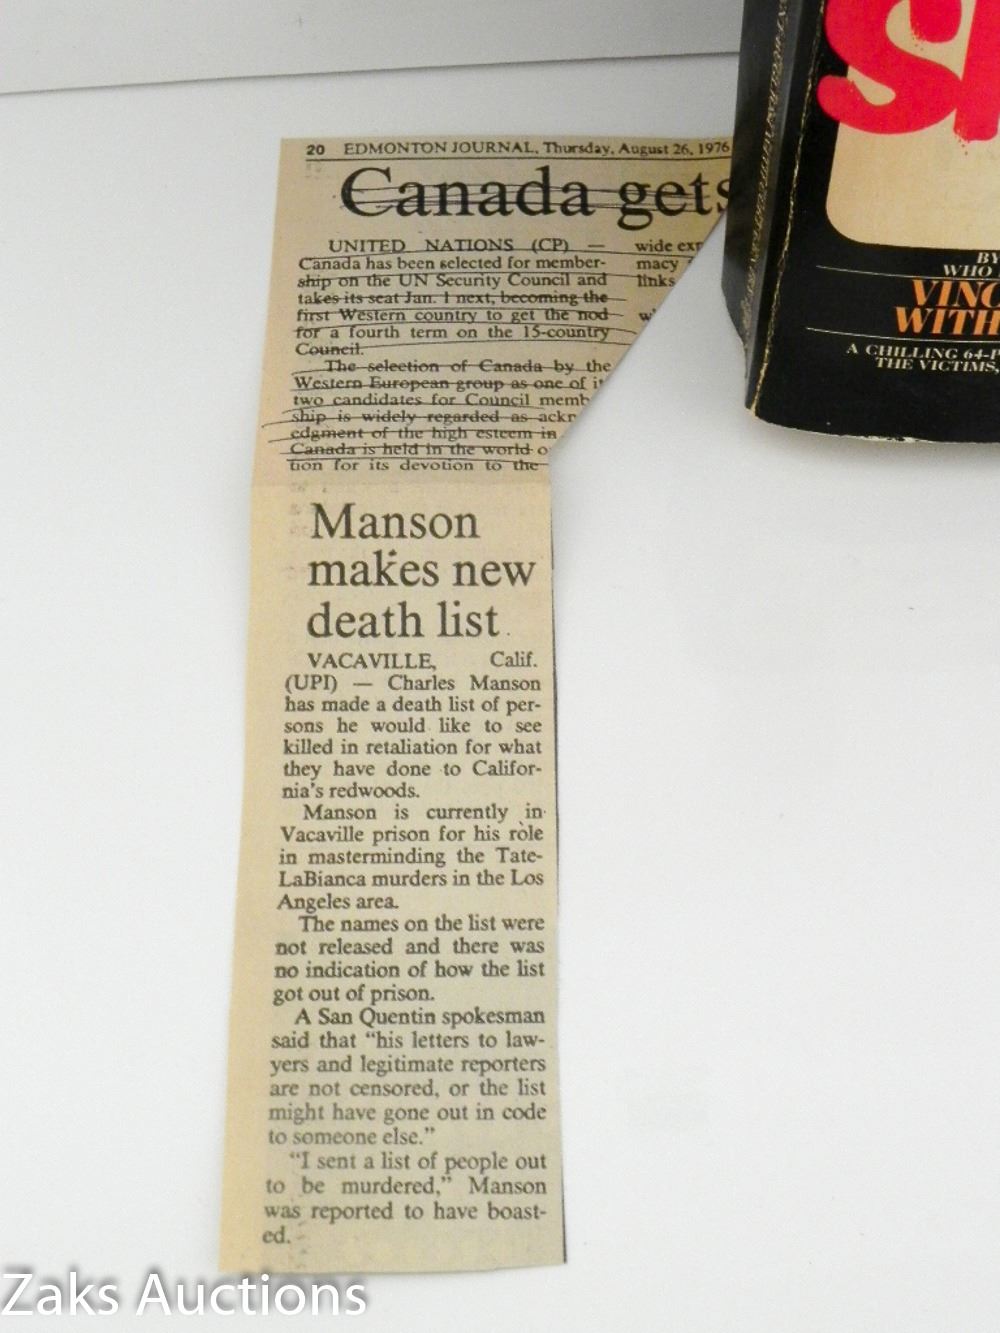 20 EDMONTON JOURNAL, Thursday, August 26, 1976
Canada gets
UNITED NATIONS (CP) —
Canada has been selected for member-
ship on the UN Security Council and
takes its seat Jan. 1 next, becoming the
first Western country to get the nod
for a fourth term on the 15-country
Council.
The selection of Canada by the
Western European group as one of
two candidates for Council memb
ship is widely regarded as ackn
edgment of the high esteem in
Canada is held in the world o
tion for its devotion to the
wide exp
macy
links
Manson
makes new
death list
VACAVILLE, Calif.
(UPI) — Charles Manson
has made a death list of per-
sons he would like to see
killed in retaliation for what
they have done to Califor-
nia's redwoods.
Manson is currently in
Vacaville prison for his role
in masterminding the Tate-
LaBianca murders in the Los
Angeles area.
The names on the list were
not released and there was
no indication of how the list
got out of prison.
A San Quentin spokesman
said that "his letters to law-
yers and legitimate reporters
are not censored, or the list
might have gone out in code
to someone else."
"I sent a list of people out
to be murdered," Manson
was reported to have boast-
ed.
BY
WHO
VINC
WITH
A CHILLING 64-P
THE VICTIMS,
Zaks Auctions